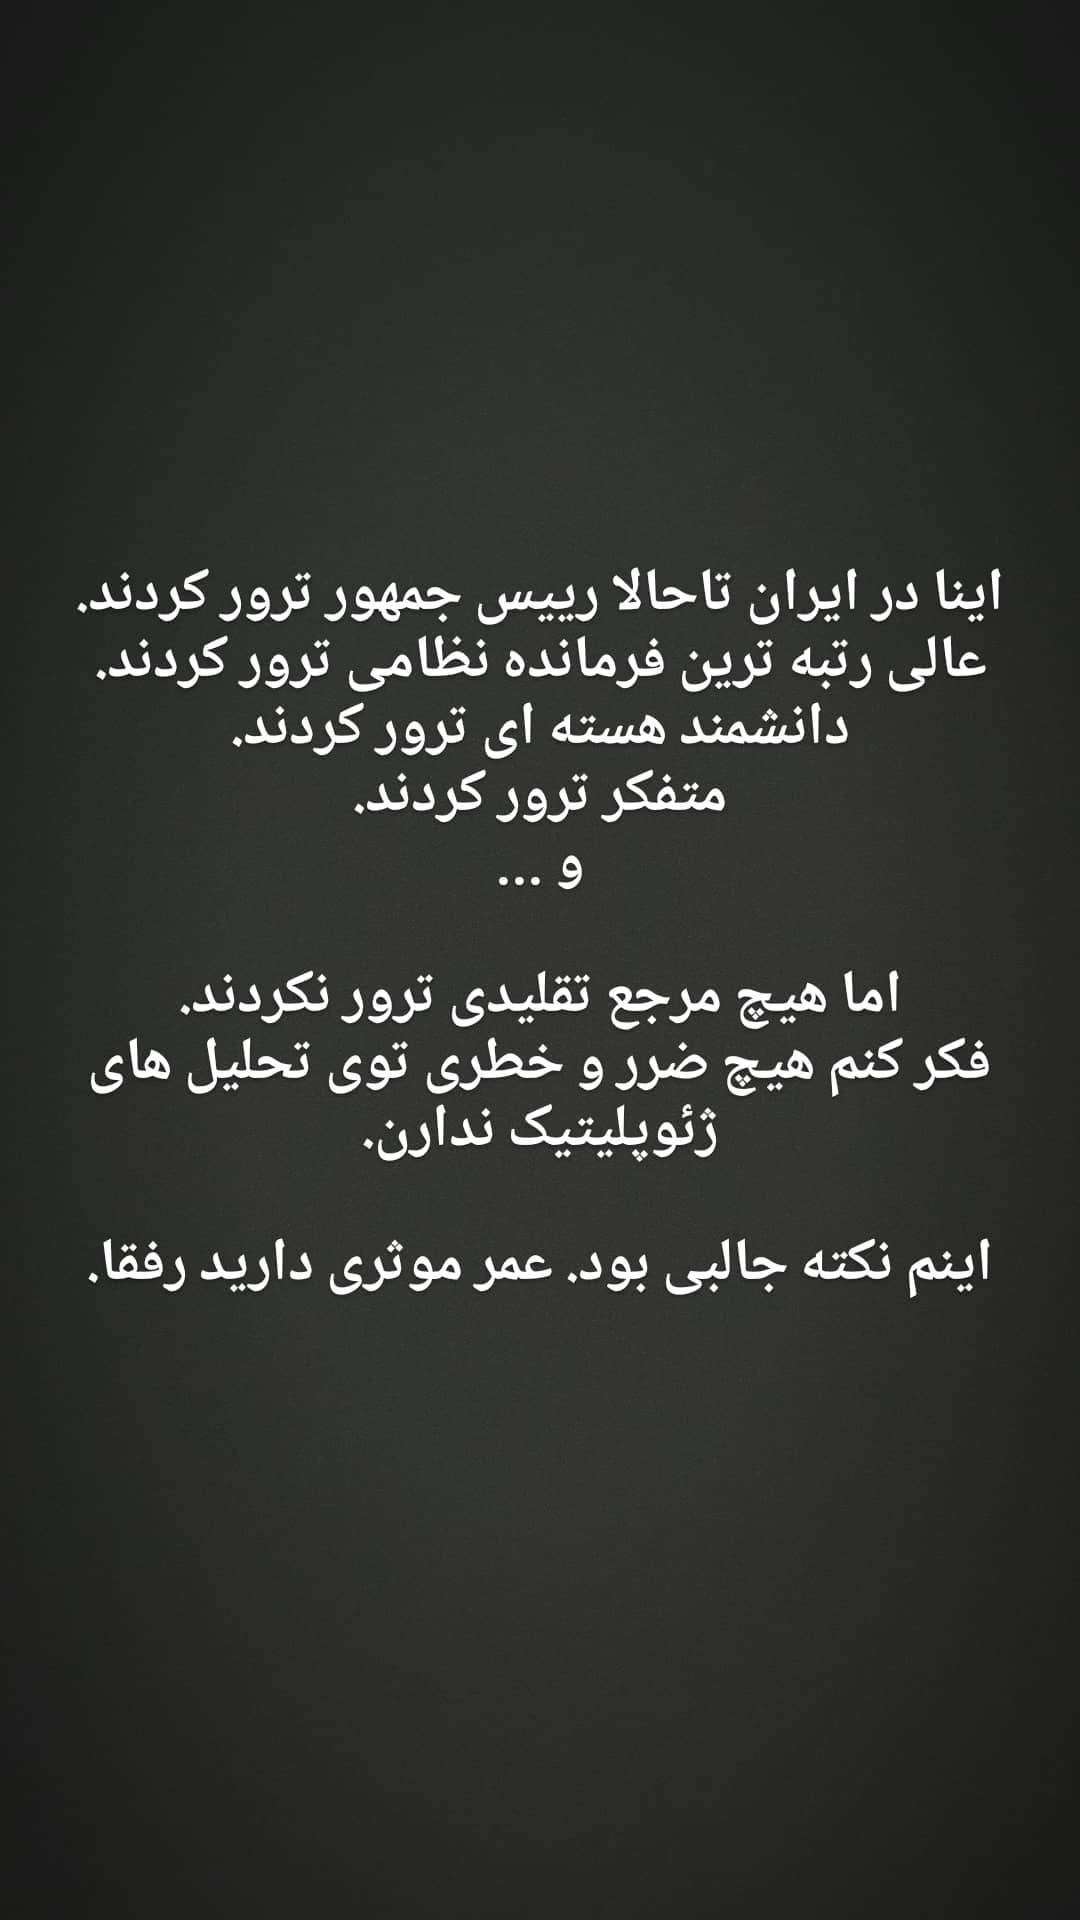 اینا در ایران تاحالا رییس جمهور ترور کردند.
عالی رتبه ترین فرمانده نظامی ترور کردند.
دانشمند هسته ای ترور کردند.
متفکر ترور کردند.
و ...
اما هیچ مرجع تقلیدی ترور نکردند.
فکر کنم هیچ ضرر و خطری توی تحلیل های
ژئوپلیتیک ندارن.
اینم نکته جالبی بود. عمر موثری دارید رفقا.